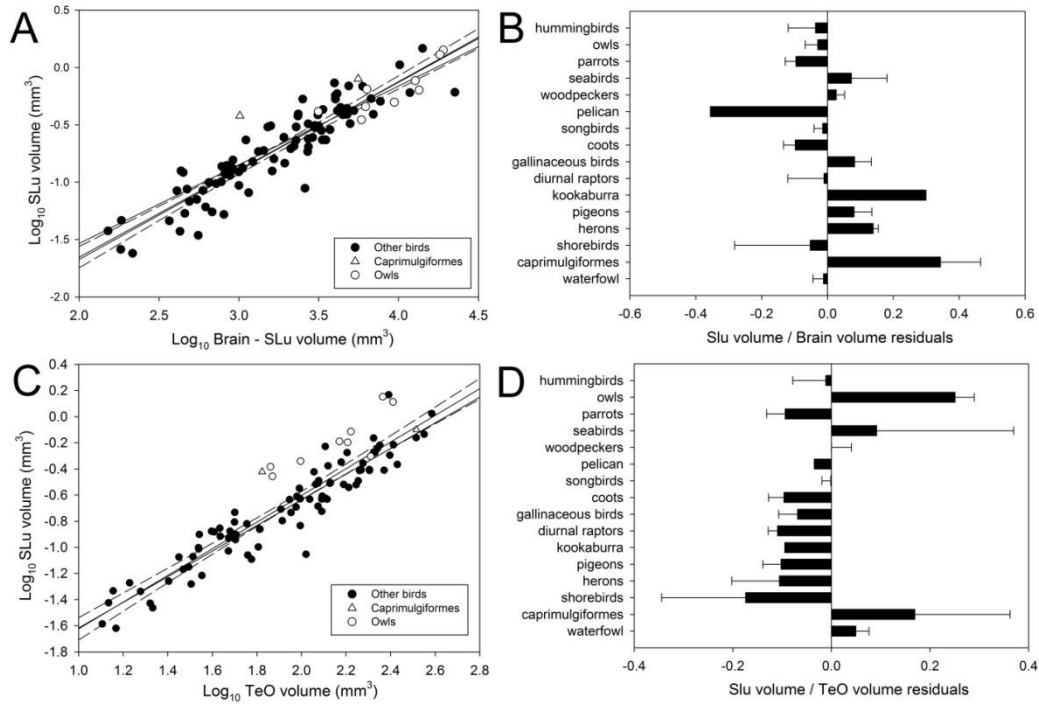 A
Log10 SLu volume (mm3)
0.5
0.0
-0.5
-1.0
-1.5
-2.0
2.0 2.5 3.0 3.5 4.0 4.5
Log10 Brain - SLu volume (mm3)
Other birds
Caprimulgiformes
Owls
B
hummingbirds
owls
parrots
seabirds
woodpeckers
pelican
songbirds
coots
gallinaceous birds
diurnal raptors
kookaburra
pigeons
herons
shorebirds
caprimulgiformes
waterfowl
-0.6 -0.4 -0.2 0.0 0.2 0.4 0.6
Slu volume / Brain volume residuals
C
Log10 SLu volume (mm3)
0.4
0.2
0.0
-0.2
-0.4
-0.6
-0.8
-1.0
-1.2
-1.4
-1.6
-1.8
1.0 1.2 1.4 1.6 1.8 2.0 2.2 2.4 2.6 2.8
Log10 TeO volume (mm3)
Other birds
Caprimulgiformes
Owls
D
hummingbirds
owls
parrots
seabirds
woodpeckers
pelican
songbirds
coots
gallinaceous birds
diurnal raptors
kookaburra
pigeons
herons
shorebirds
caprimulgiformes
waterfowl
-0.4 -0.2 0.0 0.2 0.4
Slu volume / TeO volume residuals